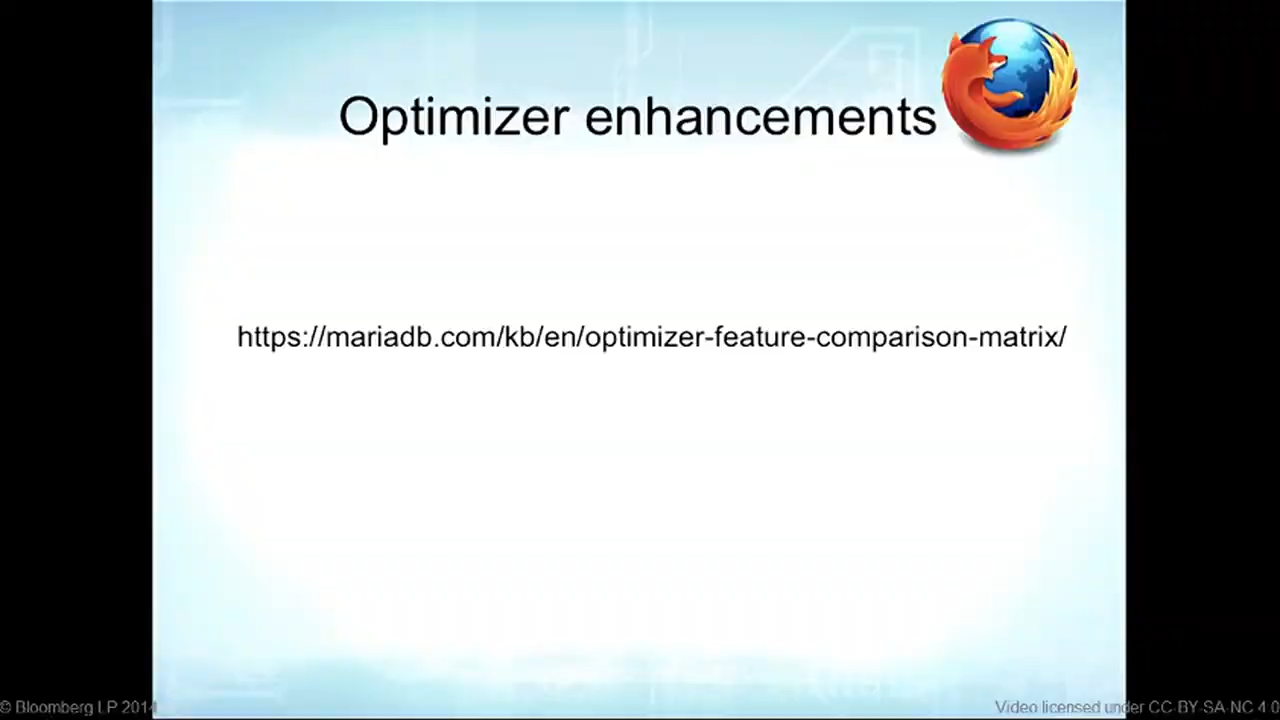 Optimizer enhancements
https://mariadb.com/kb/en/optimizer-feature-comparison-matrix/
© Bloomberg LP 2014
Video licensed under CC-BY-SA-NC 4.0